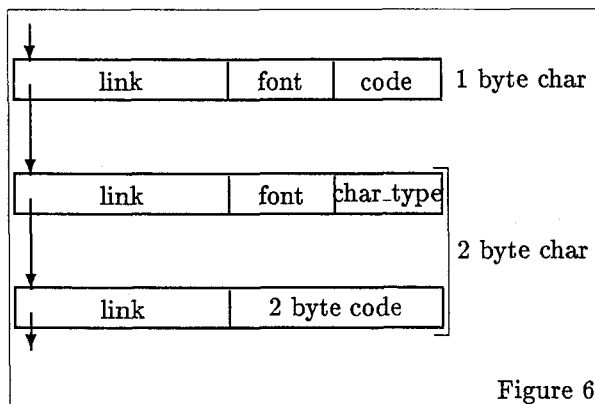 link font code 1 byte char
link font char_type
2 byte char
link 2 byte code
Figure 6